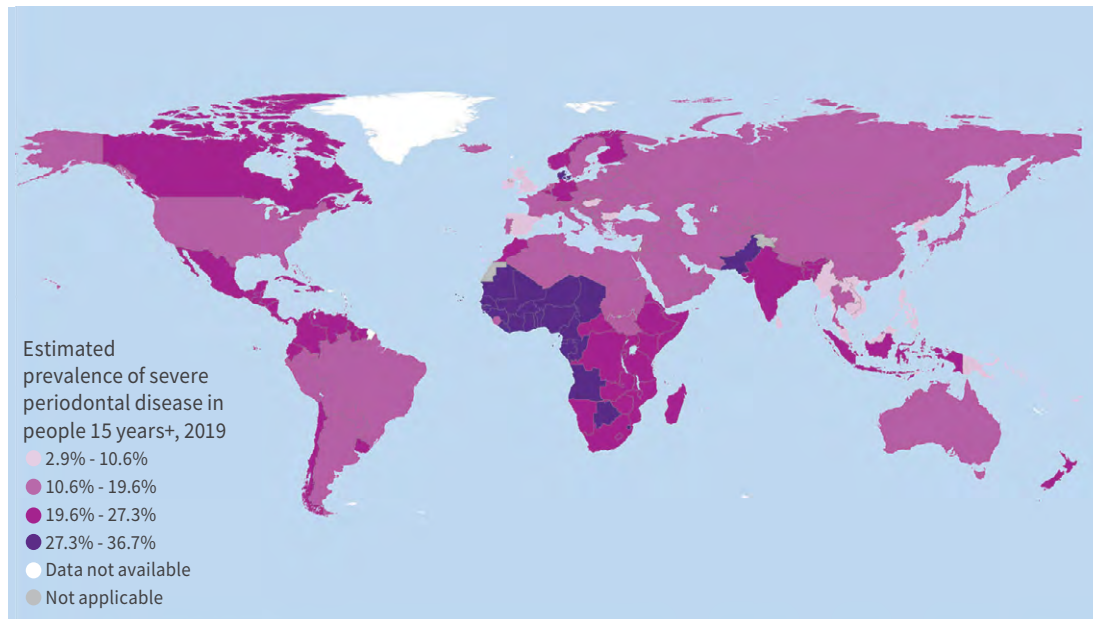 Estimated
prevalence of severe
periodontal disease in
people 15 years+, 2019
2.9% - 10.6%
10.6% - 19.6%
19.6% - 27.3%
27.3% - 36.7%
Data not available
Not applicable